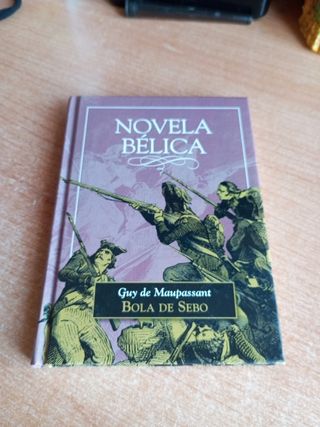 NOVELA
BÉLICA
Guy de Maupassant
BOLA DE SEBO